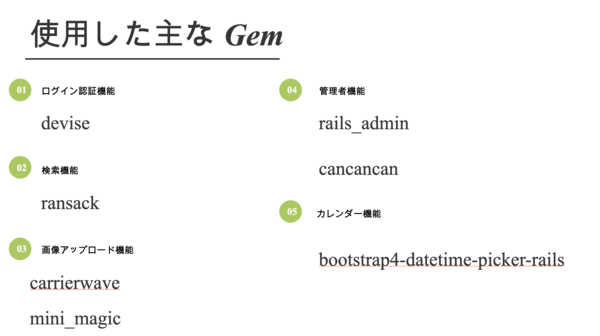 使用した主な Gem
01 ログイン認証機能
devise
02 検索機能
ransack
03 画像アップロード機能
carrierwave
mini_magic
04 管理者機能
rails_admin
cancancan
05 カレンダー機能
bootstrap4-datetime-picker-rails